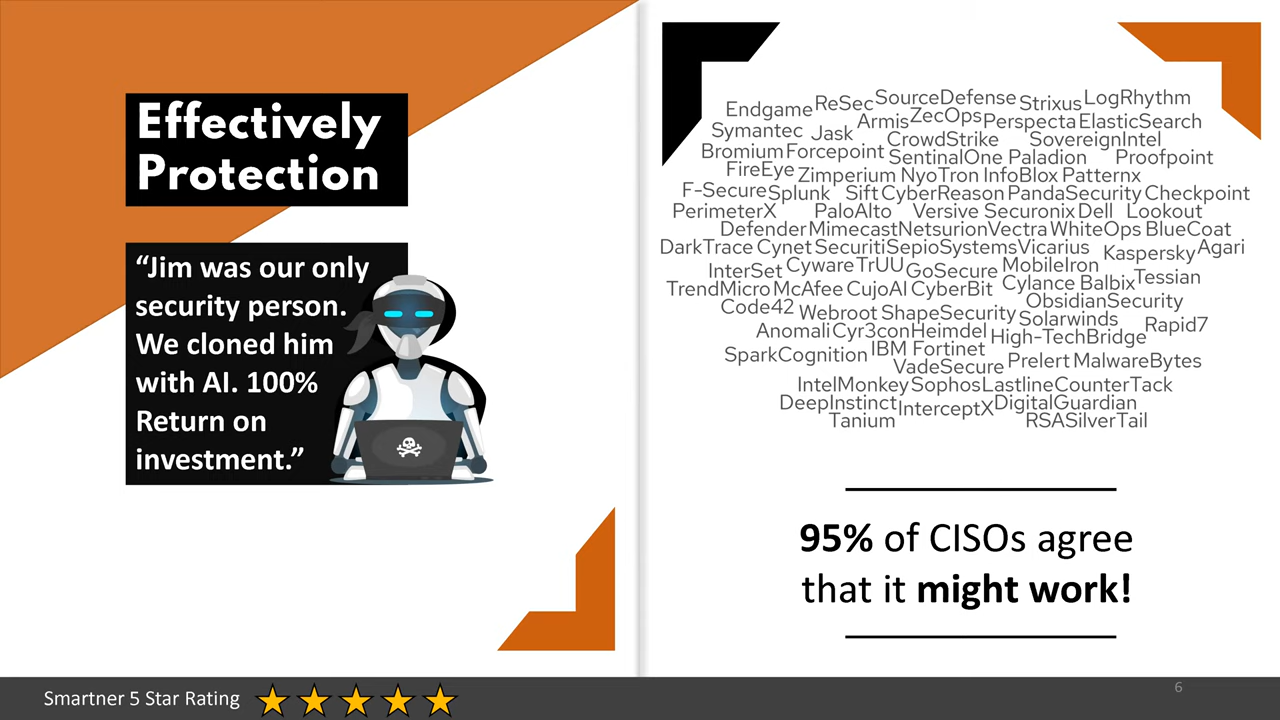 Effectively
Protection
“Jim was our only
security person.
We cloned him
with AI. 100%
Return on
investment.”
Endgame ReSec SourceDefense Strixus LogRhythm
Symantec Jask Armis ZecOps Perspecta ElasticSearch
CrowdStrike SovereignIntel
Bromium Forcepoint SentinalOne Paladion Proofpoint
FireEye Zimperium NyoTron InfoBlox Patternx
F-Secure Splunk Sift CyberReason PandaSecurity Checkpoint
PerimeterX PaloAlto Versive Securonix Dell Lookout
Defender Mimecast Netsurion Vectra WhiteOps BlueCoat
DarkTrace Cynet Securiti SepioSystems Vicarius Kaspersky Agari
InterSet Cyware TrUU GoSecure MobileIron
TrendMicro McAfee CujoAI CyberBit Cylance Balbix Tessian
Code42 Webroot ShapeSecurity ObsidianSecurity
Anomali Cyr3con Heimdel Solarwinds High-TechBridge Rapid7
SparkCognition IBM Fortinet
VadeSecure Prelert MalwareBytes
IntelMonkey Sophos Lastline CounterTack
DeepInstinct InterceptX DigitalGuardian
Tanium RSASilverTail
95% of CISOs agree
that it might work!
Smartner 5 Star Rating
6